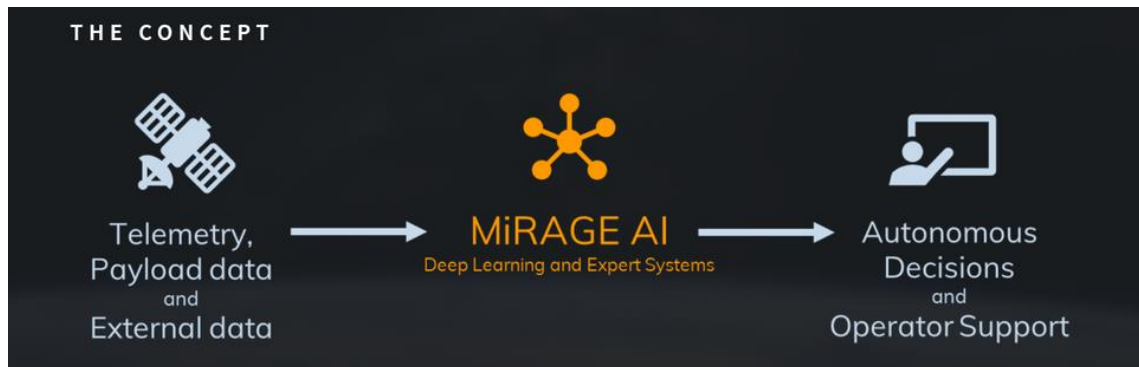 THE CONCEPT
Telemetry,
Payload data
and
External data
MiRAGE AI
Deep Learning and Expert Systems
Autonomous
Decisions
and
Operator Support